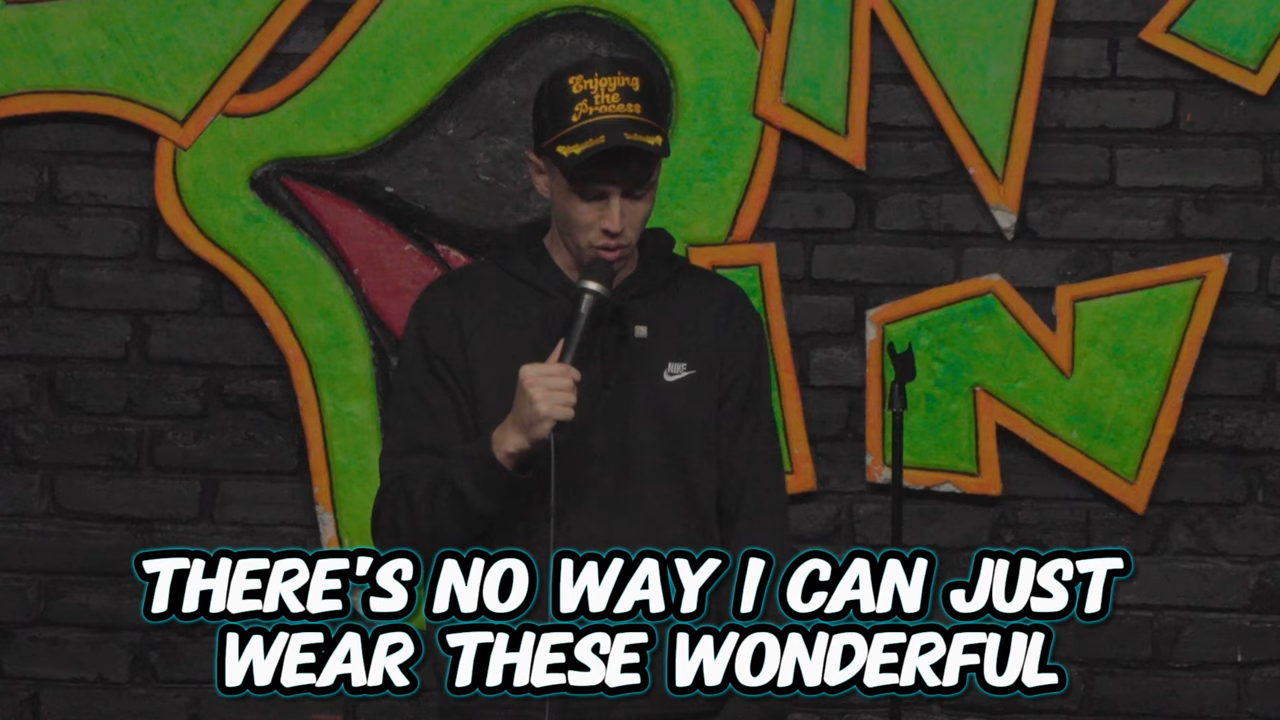 Enjoying
the
Process
NIKE
THERE'S NO WAY I CAN JUST
WEAR THESE WONDERFUL